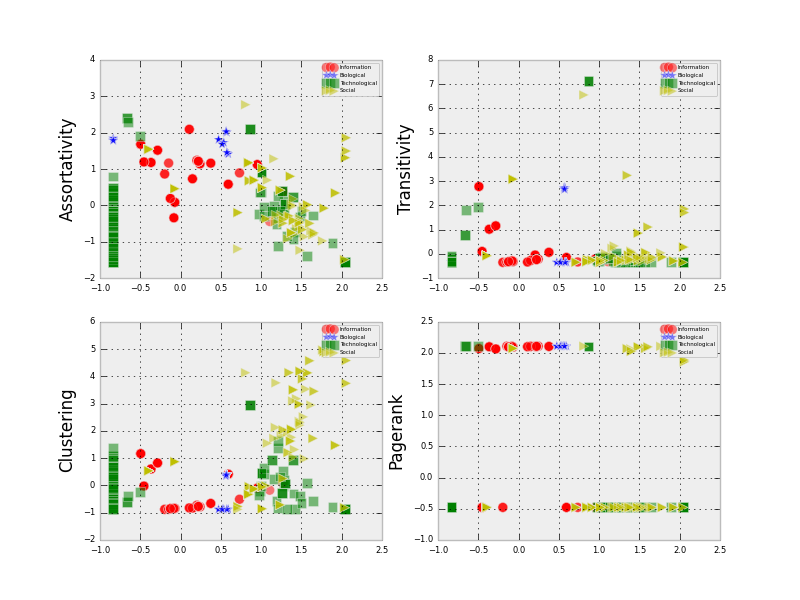 Assortativity
4
3
2
1
0
−1
−2
−1.0 −0.5 0.0 0.5 1.0 1.5 2.0 2.5
Information
Biological
Technological
Social
Transitivity
8
7
6
5
4
3
2
1
0
−1
−1.0 −0.5 0.0 0.5 1.0 1.5 2.0 2.5
Information
Biological
Technological
Social
Clustering
6
5
4
3
2
1
0
−1
−2
−1.0 −0.5 0.0 0.5 1.0 1.5 2.0 2.5
Information
Biological
Technological
Social
Pagerank
2.5
2.0
1.5
1.0
0.5
0.0
−0.5
−1.0
−1.0 −0.5 0.0 0.5 1.0 1.5 2.0 2.5
Information
Biological
Technological
Social